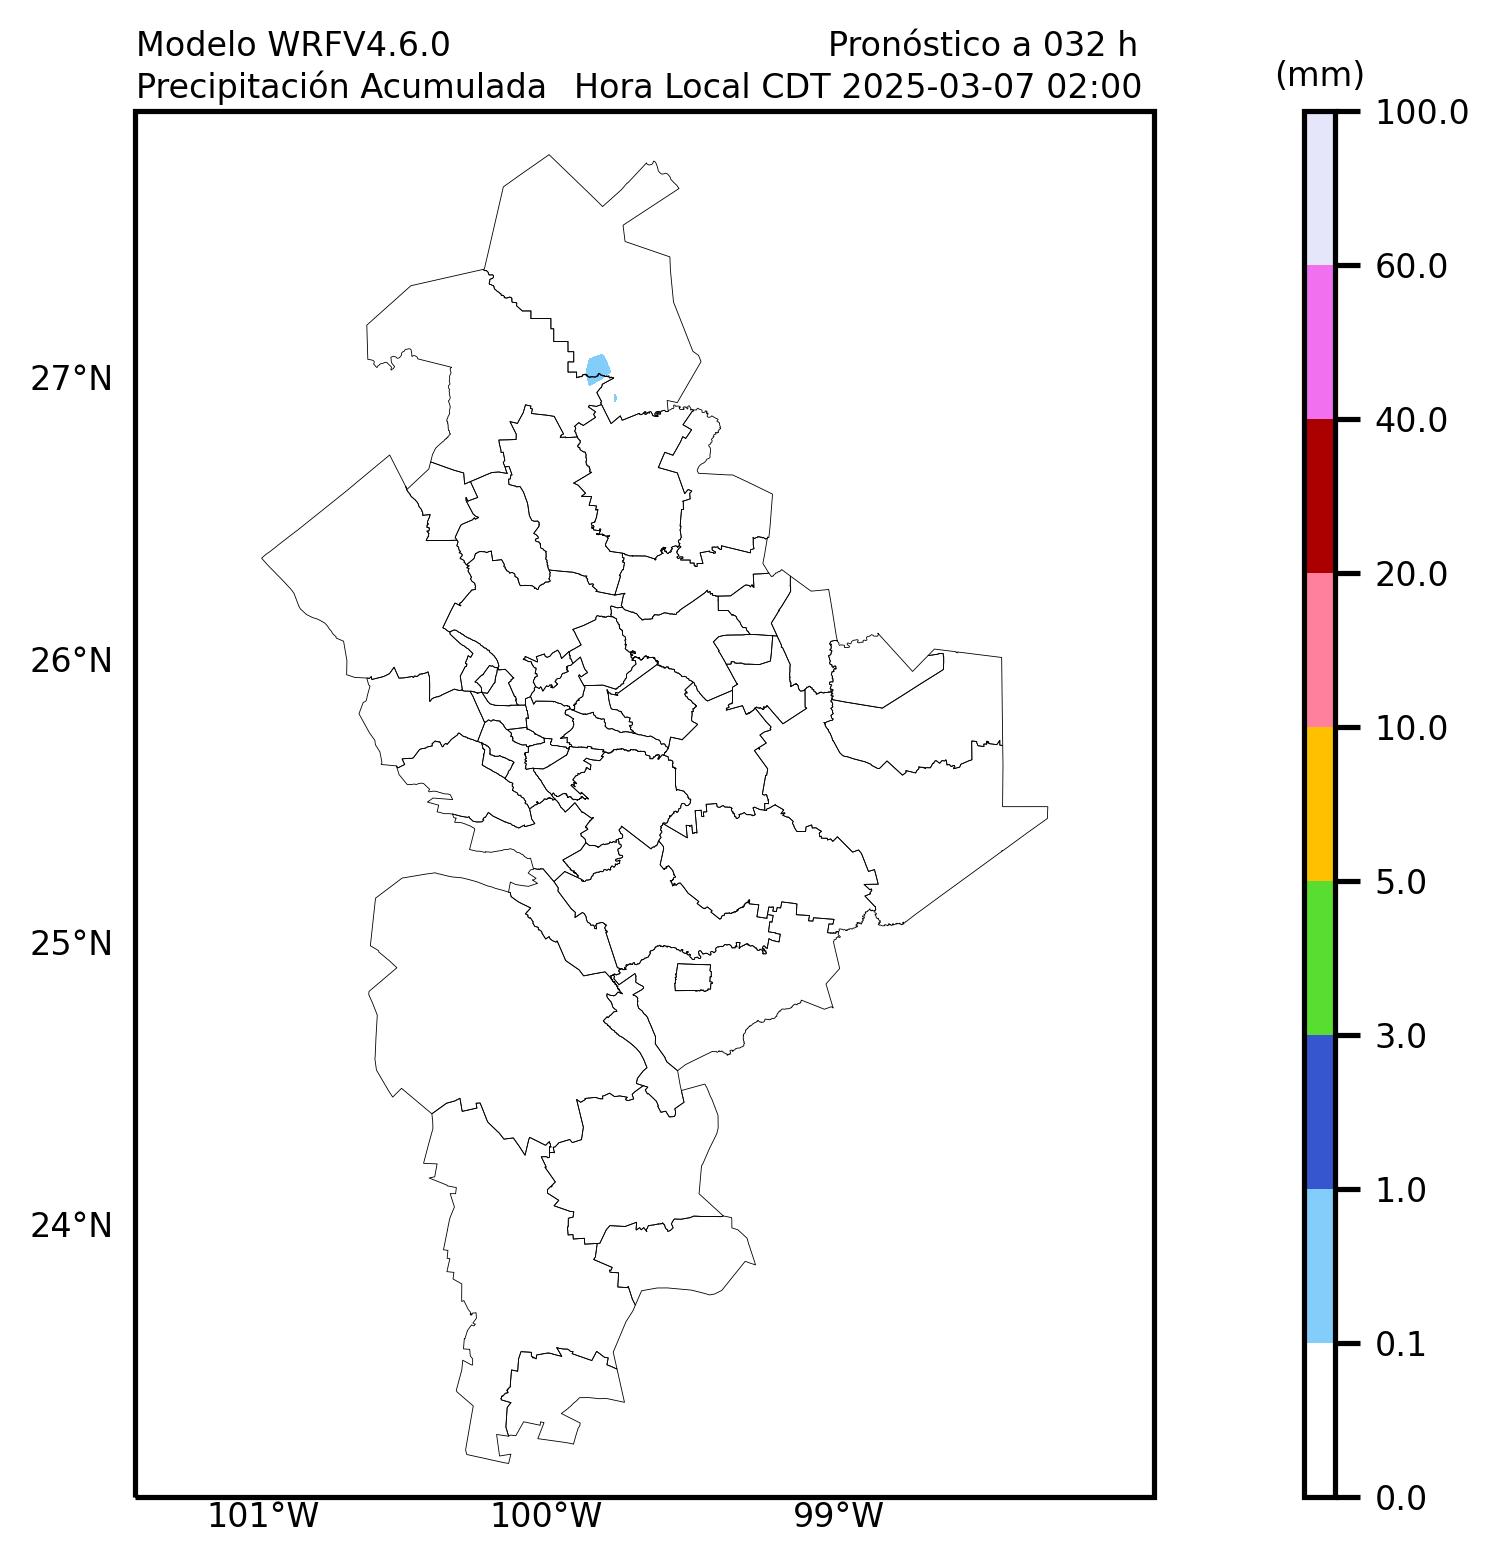 Modelo WRFV4.6.0 Pronóstico a 032 h
Precipitación Acumulada Hora Local CDT 2025-03-07 02:00
(mm)
100.0
60.0
40.0
20.0
10.0
5.0
3.0
1.0
0.1
0.0
27°N
26°N
25°N
24°N
101°W 100°W 99°W